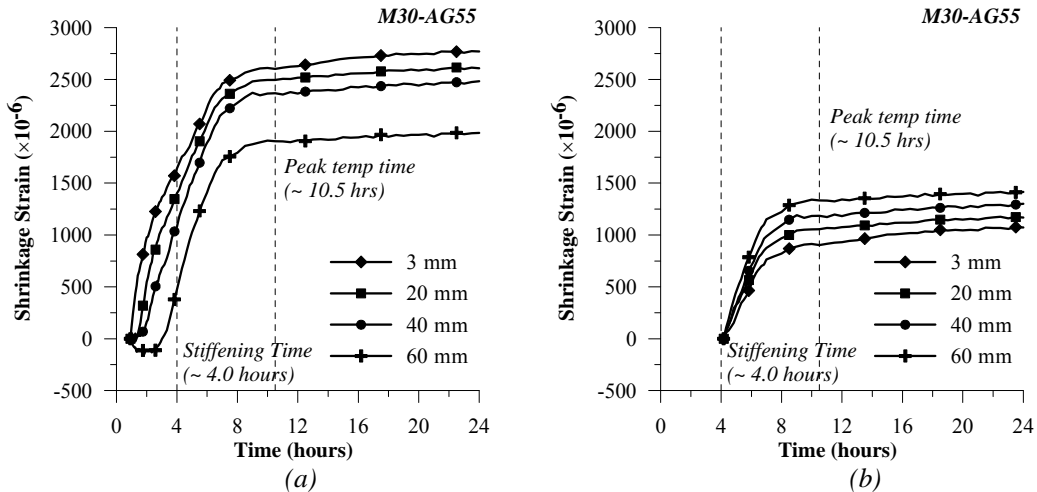 M30-AG55
3000
2500
2000
1500
1000
500
0
-500
Shrinkage Strain (×10⁻⁶)
Peak temp time
(~ 10.5 hrs)
3 mm
20 mm
40 mm
60 mm
Stiffening Time
(~ 4.0 hours)
0 4 8 12 16 20 24
Time (hours)
(a)
M30-AG55
3000
2500
2000
1500
1000
500
0
-500
Shrinkage Strain (×10⁻⁶)
Peak temp time
(~ 10.5 hrs)
3 mm
20 mm
40 mm
60 mm
Stiffening Time
(~ 4.0 hours)
0 4 8 12 16 20 24
Time (hours)
(b)